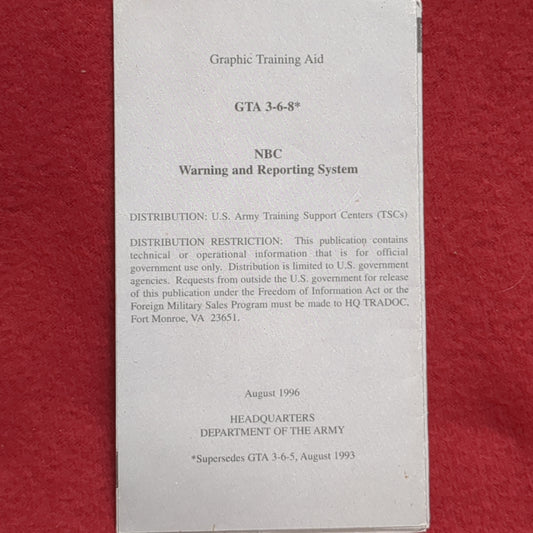 Graphic Training Aid
GTA 3-6-8*
NBC
Warning and Reporting System
DISTRIBUTION: U.S. Army Training Support Centers (TSCs)
DISTRIBUTION RESTRICTION: This publication contains
technical or operational information that is for official
government use only. Distribution is limited to U.S. government
agencies. Requests from outside the U.S. government for release
of this publication under the Freedom of Information Act or the
Foreign Military Sales Program must be made to HQ TRADOC,
Fort Monroe, VA 23651.
August 1996
HEADQUARTERS
DEPARTMENT OF THE ARMY
*Supersedes GTA 3-6-5, August 1993